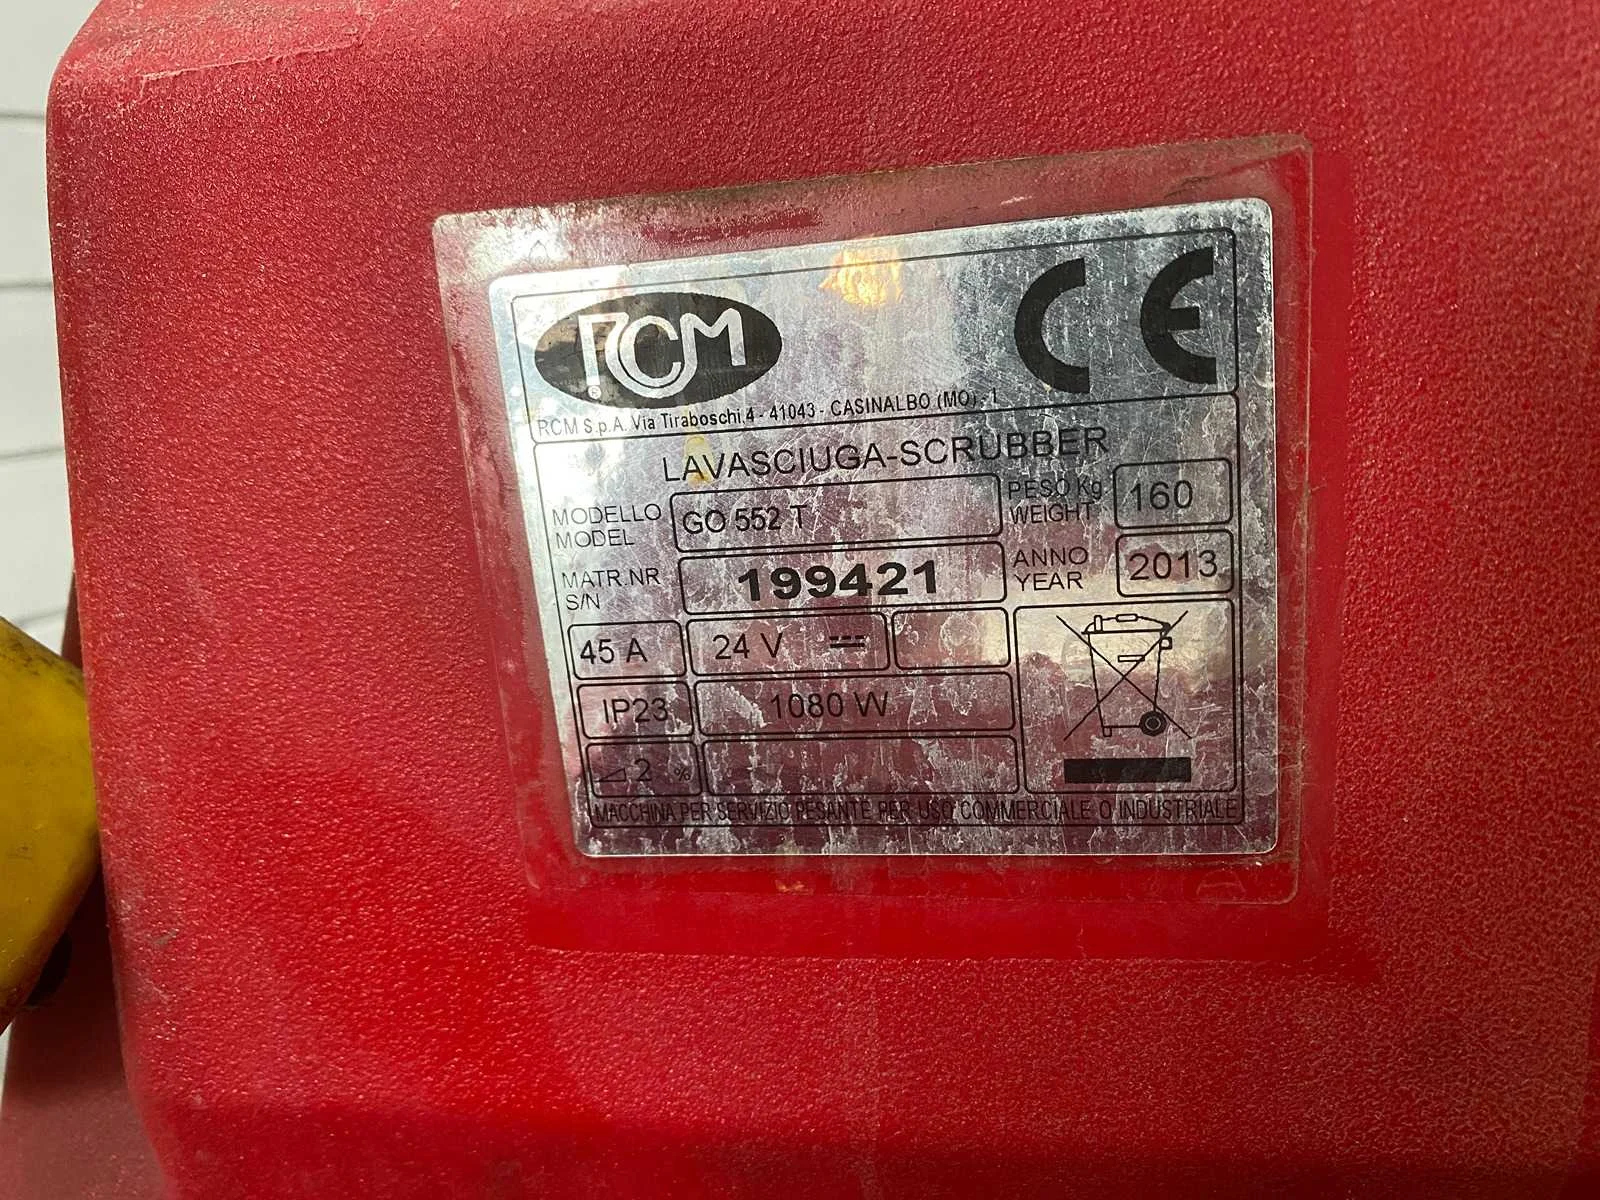 RCM
®
CE
RCM S.p.A. Via Tiraboschi,4 - 41043 - CASINALBO (MO) - I
LAVASCIUGA-SCRUBBER
MODELLO
MODEL
GO 552 T
PESO Kg
WEIGHT
160
MATR.NR
S/N
199421
ANNO
YEAR
2013
45 A
24 V
IP23
1080 W
2 %
MACCHINA PER SERVIZIO PESANTE PER USO COMMERCIALE O INDUSTRIALE